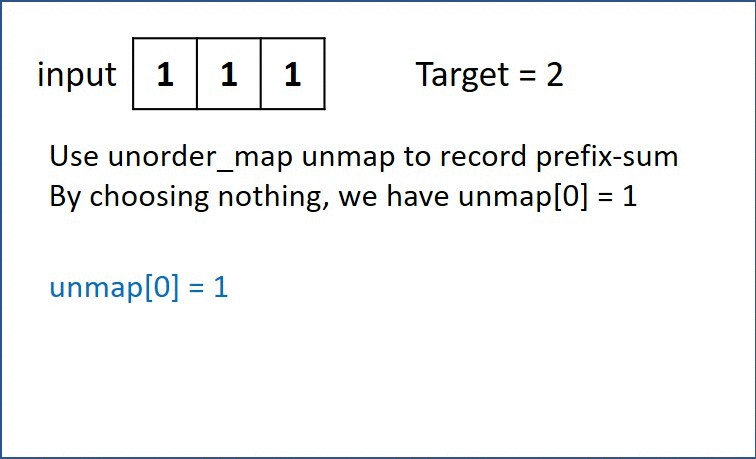 input 1 1 1 Target = 2
Use unorder_map unmap to record prefix-sum
By choosing nothing, we have unmap[0] = 1
unmap[0] = 1